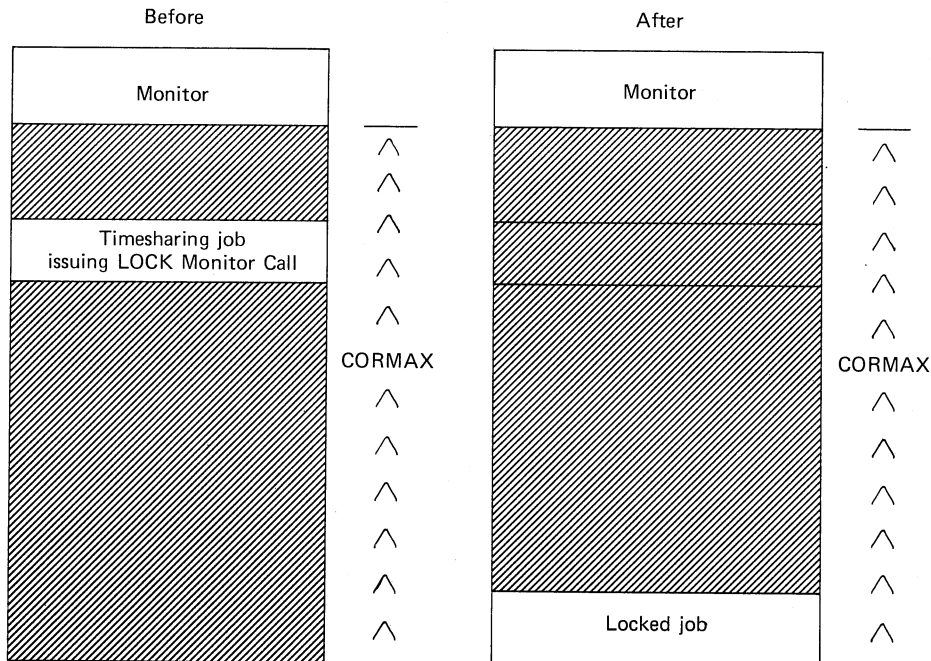 Before
After
Monitor
Monitor
Timesharing job
issuing LOCK Monitor Call
CORMAX
CORMAX
Locked job